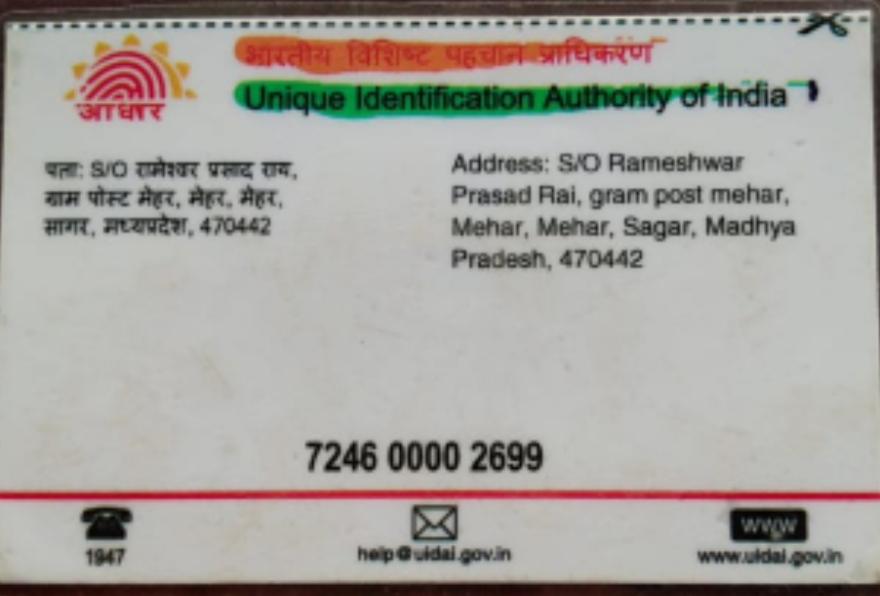 भारतीय विशिष्ट पहचान प्राधिकरण
Unique Identification Authority of India
आधार
पता: S/O रामेश्वर प्रसाद राय,
ग्राम पोस्ट मेहर, मेहर, मेहर,
सागर, मध्यप्रदेश, 470442
Address: S/O Rameshwar
Prasad Rai, gram post mehar,
Mehar, Mehar, Sagar, Madhya
Pradesh, 470442
7246 0000 2699
1947
help@uidai.gov.in
www
www.uidai.gov.in